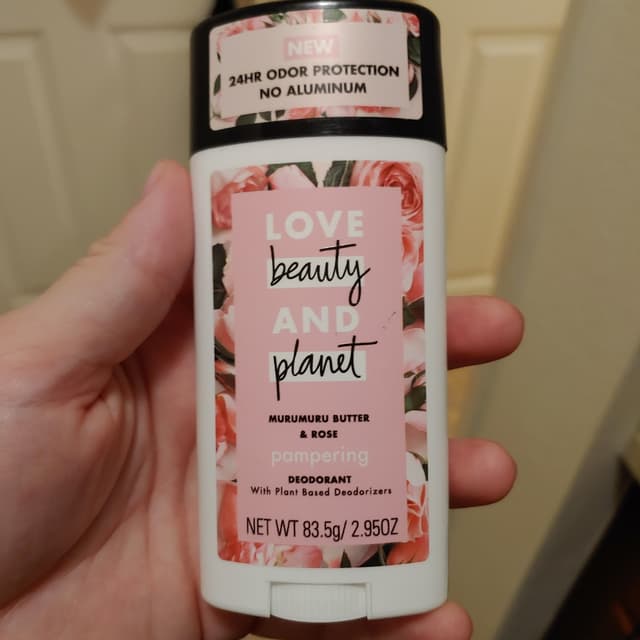 NEW
24HR ODOR PROTECTION
NO ALUMINUM
LOVE
beauty
AND
planet
MURUMURU BUTTER
& ROSE
pampering
DEODORANT
With Plant Based Deodorizers
NET WT 83.5g/ 2.95OZ